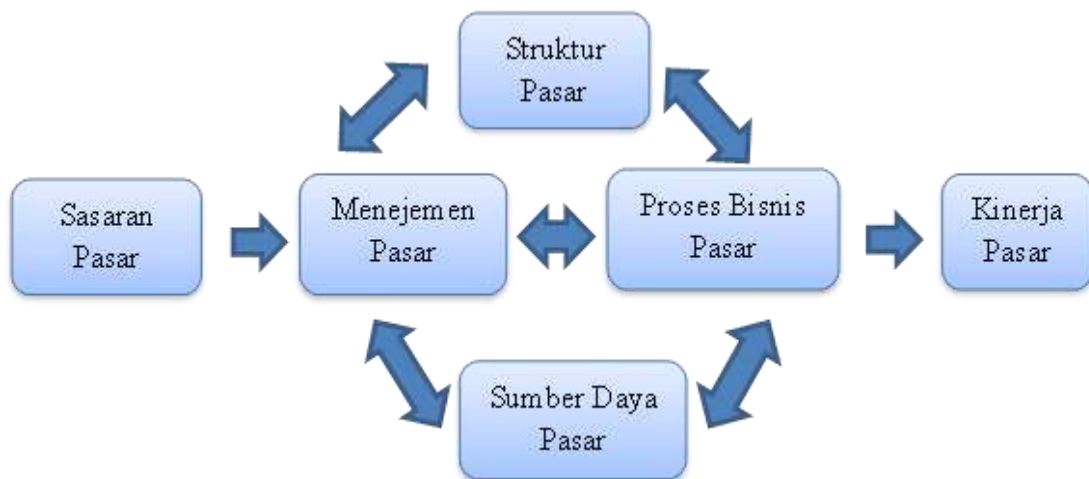 Struktur
Pasar
Sasaran
Pasar
Menejemen
Pasar
Proses Bisnis
Pasar
Kinerja
Pasar
Sumber Daya
Pasar